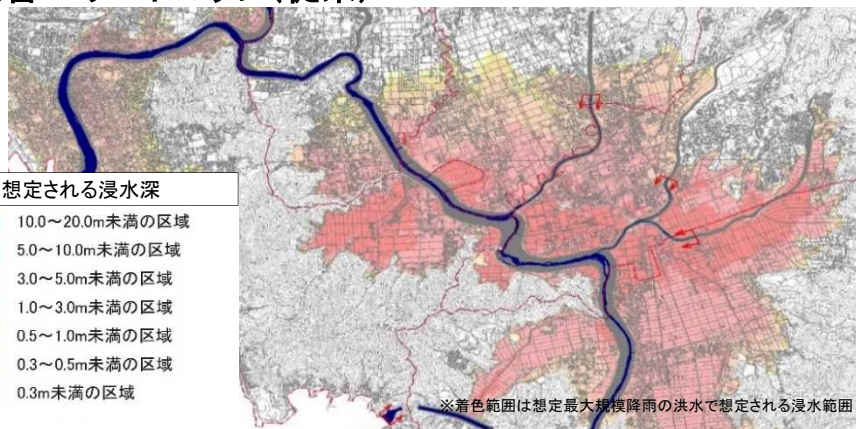 想定される浸水深
10.0～20.0m未満の区域
5.0～10.0m未満の区域
3.0～5.0m未満の区域
1.0～3.0m未満の区域
0.5～1.0m未満の区域
0.3～0.5m未満の区域
0.3m未満の区域
※着色範囲は想定最大規模降雨の洪水で想定される浸水範囲